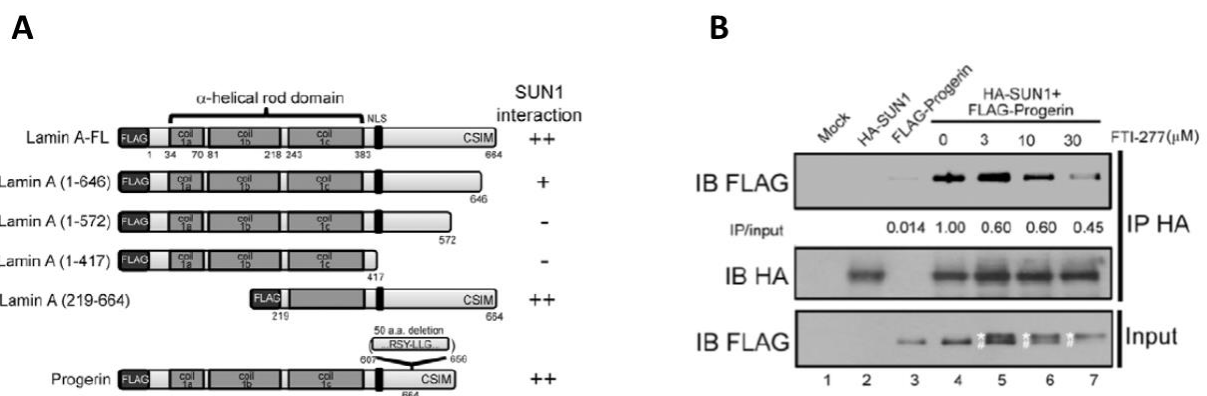 A
α-helical rod domain
NLS
SUN1
interaction
Lamin A-FL FLAG coil 1a coil 1b coil 1c CSIM ++
1 34 70 81 218 243 383 664
Lamin A (1-646) FLAG coil 1a coil 1b coil 1c +
646
Lamin A (1-572) FLAG coil 1a coil 1b coil 1c -
572
Lamin A (1-417) FLAG coil 1a coil 1b coil 1c -
417
Lamin A (219-664) FLAG CSIM ++
219 664
50 a.a. deletion
(...RSY-LLG...)
607 656
Progerin FLAG coil 1a coil 1b coil 1c CSIM ++
664
B
Mock
HA-SUN1
FLAG-Progerin
HA-SUN1+
FLAG-Progerin
0 3 10 30 FTI-277(μM)
IB FLAG
IP/input 0.014 1.00 0.60 0.60 0.45
IP HA
IB HA
IB FLAG
Input
1 2 3 4 5 6 7